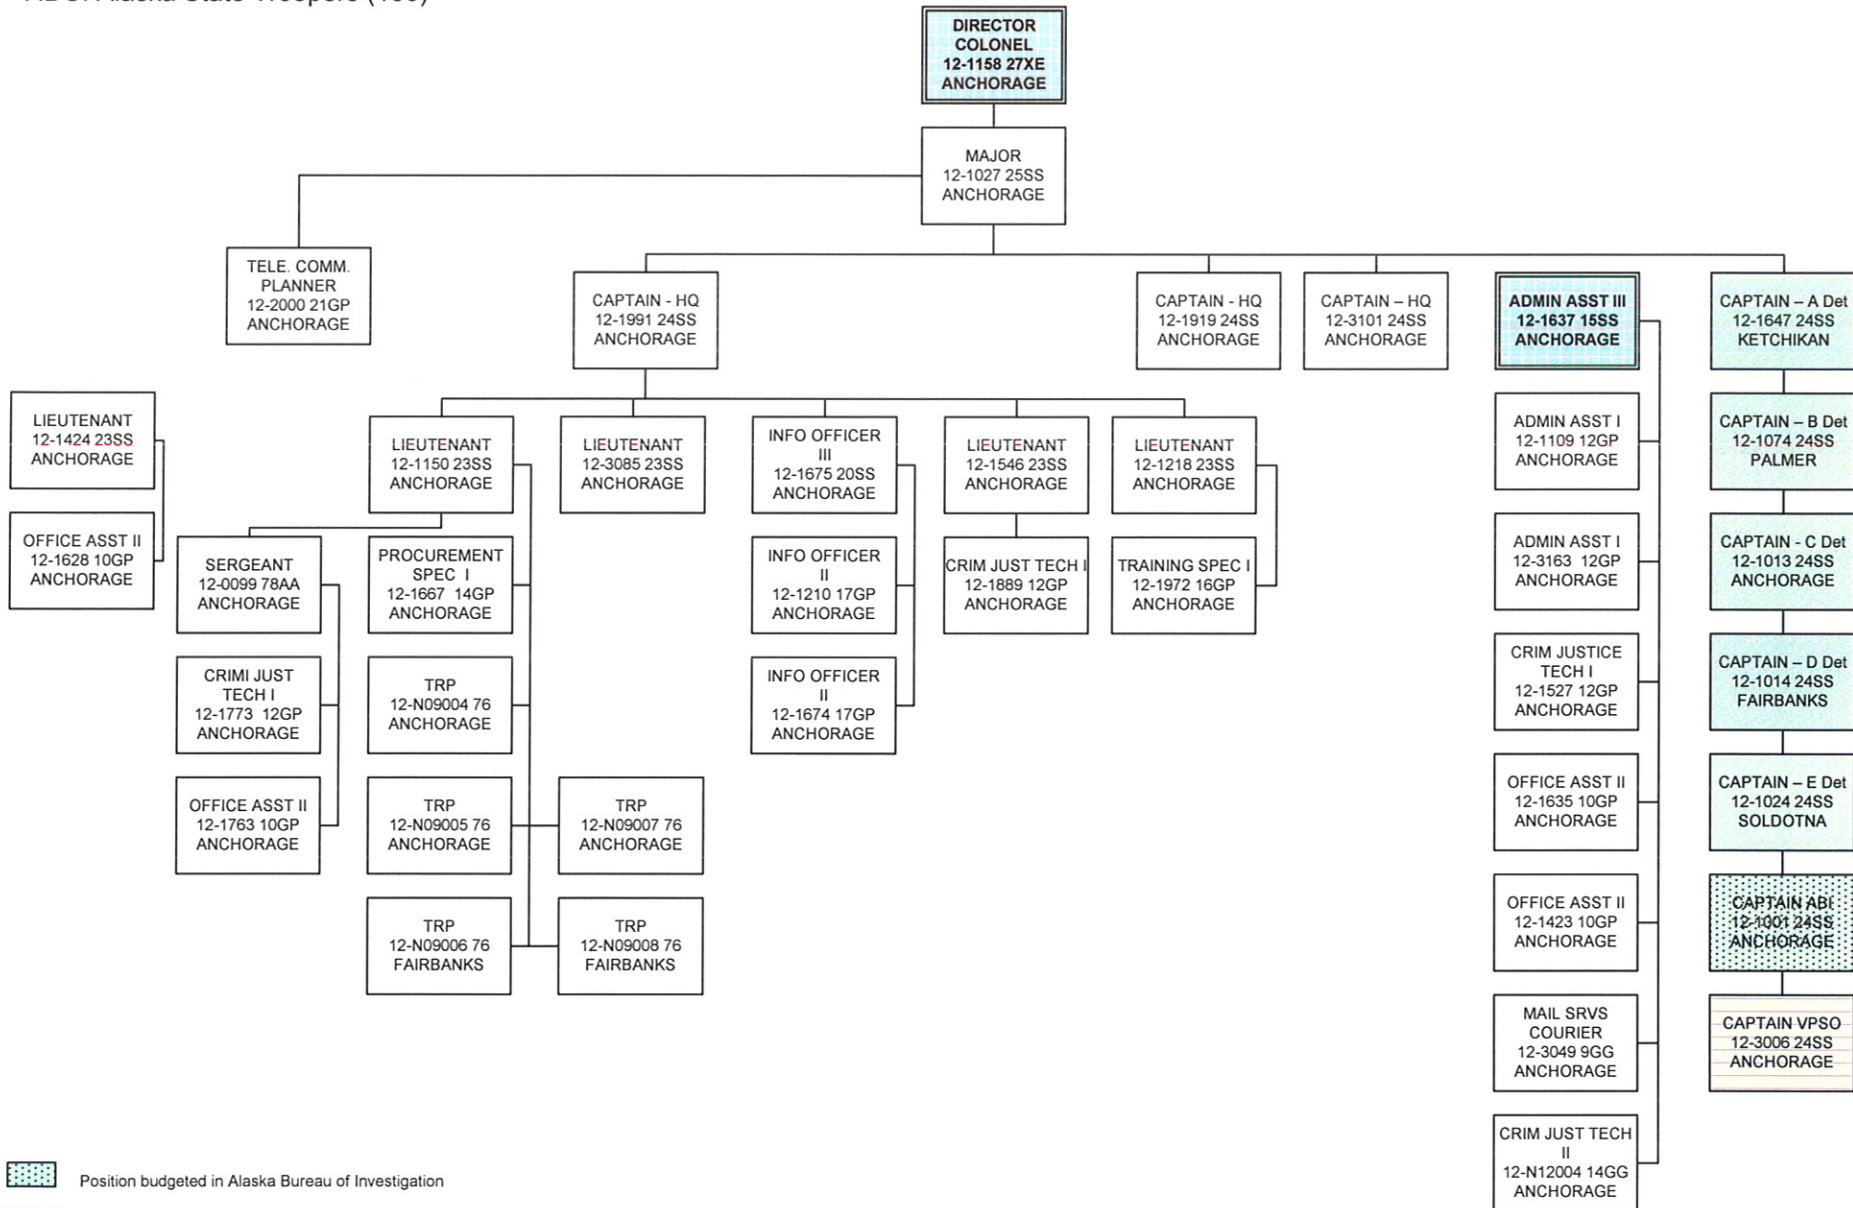 DIRECTOR
COLONEL
12-1158 27XE
ANCHORAGE
MAJOR
12-1027 25SS
ANCHORAGE
TELE. COMM.
PLANNER
12-2000 21GP
ANCHORAGE
CAPTAIN - HQ
12-1991 24SS
ANCHORAGE
CAPTAIN - HQ
12-1919 24SS
ANCHORAGE
CAPTAIN – HQ
12-3101 24SS
ANCHORAGE
ADMIN ASST III
12-1637 15SS
ANCHORAGE
CAPTAIN – A Det
12-1647 24SS
KETCHIKAN
LIEUTENANT
12-1424 23SS
ANCHORAGE
LIEUTENANT
12-1150 23SS
ANCHORAGE
LIEUTENANT
12-3085 23SS
ANCHORAGE
INFO OFFICER
III
12-1675 20SS
ANCHORAGE
LIEUTENANT
12-1546 23SS
ANCHORAGE
LIEUTENANT
12-1218 23SS
ANCHORAGE
ADMIN ASST I
12-1109 12GP
ANCHORAGE
CAPTAIN – B Det
12-1074 24SS
PALMER
OFFICE ASST II
12-1628 10GP
ANCHORAGE
SERGEANT
12-0099 78AA
ANCHORAGE
PROCUREMENT
SPEC I
12-1667 14GP
ANCHORAGE
INFO OFFICER
II
12-1210 17GP
ANCHORAGE
CRIM JUST TECH I
12-1889 12GP
ANCHORAGE
TRAINING SPEC I
12-1972 16GP
ANCHORAGE
ADMIN ASST I
12-3163 12GP
ANCHORAGE
CAPTAIN - C Det
12-1013 24SS
ANCHORAGE
CRIMI JUST
TECH I
12-1773 12GP
ANCHORAGE
TRP
12-N09004 76
ANCHORAGE
INFO OFFICER
II
12-1674 17GP
ANCHORAGE
CRIM JUSTICE
TECH I
12-1527 12GP
ANCHORAGE
CAPTAIN – D Det
12-1014 24SS
FAIRBANKS
OFFICE ASST II
12-1763 10GP
ANCHORAGE
TRP
12-N09005 76
ANCHORAGE
TRP
12-N09007 76
ANCHORAGE
OFFICE ASST II
12-1635 10GP
ANCHORAGE
CAPTAIN – E Det
12-1024 24SS
SOLDOTNA
TRP
12-N09006 76
FAIRBANKS
TRP
12-N09008 76
FAIRBANKS
OFFICE ASST II
12-1423 10GP
ANCHORAGE
CAPTAIN ABI
12-1001 24SS
ANCHORAGE
MAIL SRVS
COURIER
12-3049 9GG
ANCHORAGE
CAPTAIN VPSO
12-3006 24SS
ANCHORAGE
CRIM JUST TECH
II
12-N12004 14GG
ANCHORAGE
Position budgeted in Alaska Bureau of Investigation